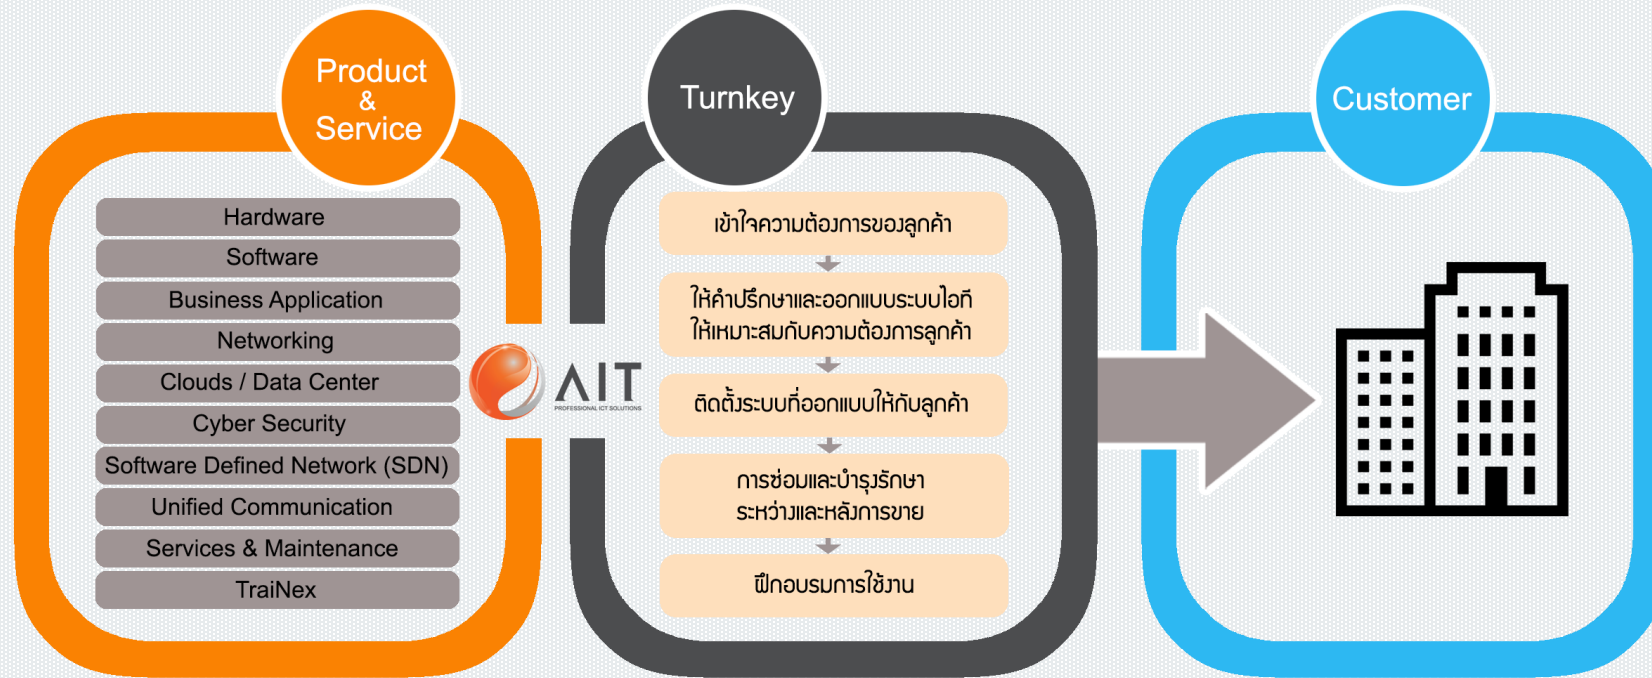 Product
&
Service
Hardware
Software
Business Application
Networking
Clouds / Data Center
Cyber Security
Software Defined Network (SDN)
Unified Communication
Services & Maintenance
TraiNex
AIT
PROFESSIONAL ICT SOLUTIONS
Turnkey
เข้าใจความต้องการของลูกค้า
ให้คำปรึกษาและออกแบบระบบไอที
ให้เหมาะสมกับความต้องการลูกค้า
ติดตั้งระบบที่ออกแบบให้กับลูกค้า
การซ่อมและบำรุงรักษา
ระหว่างและหลังการขาย
ฝึกอบรมการใช้งาน
Customer